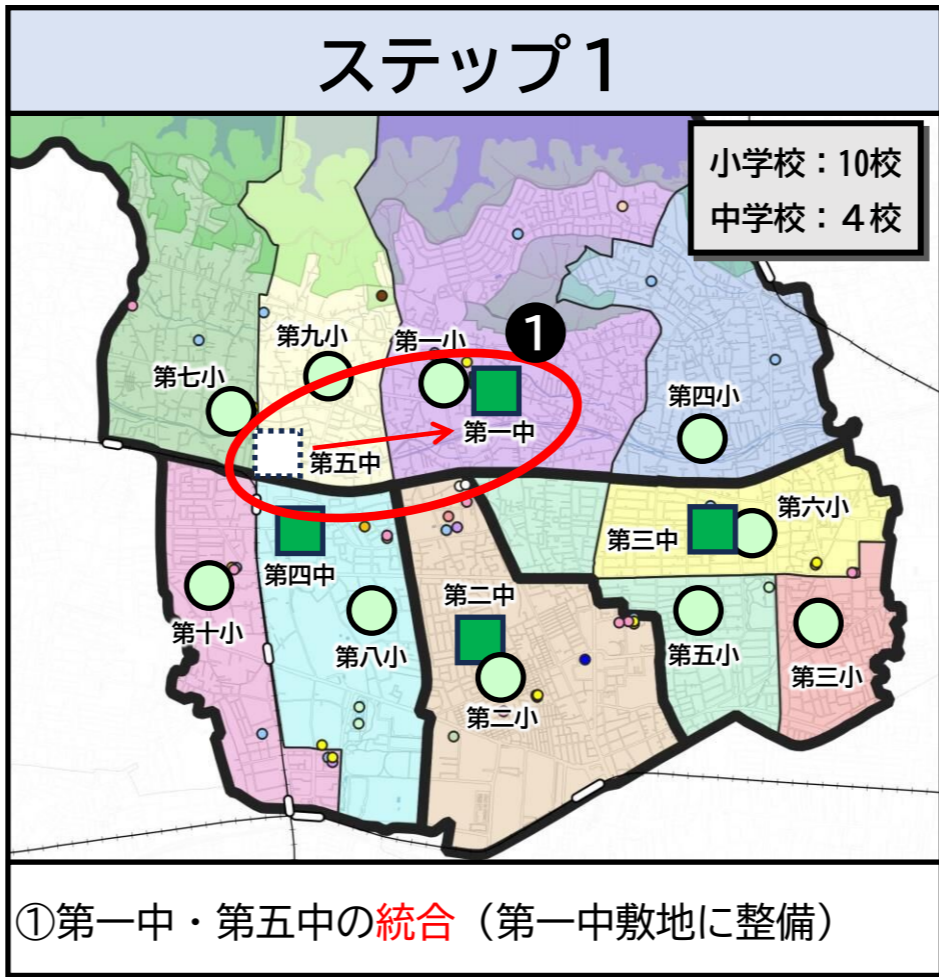 ステップ1
小学校：10校
中学校：４校
1
第九小
第一小
第七小
第四小
第一中
第五中
第六小
第三中
第四中
第二中
第十小
第八小
第五小
第三小
第二小
①第一中・第五中の統合（第一中敷地に整備）